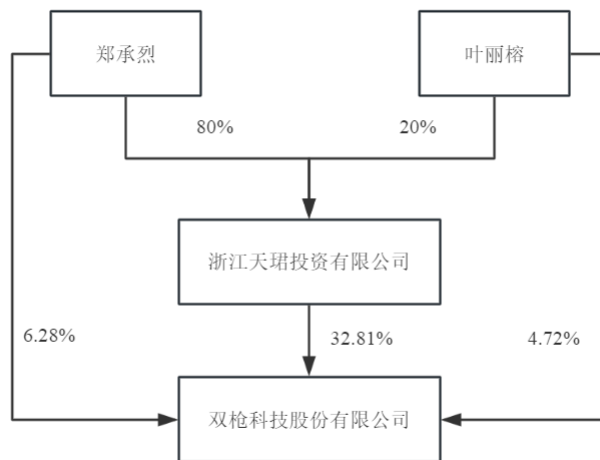 郑承烈
叶丽榕
80%
20%
浙江天珺投资有限公司
6.28%
32.81%
4.72%
双枪科技股份有限公司